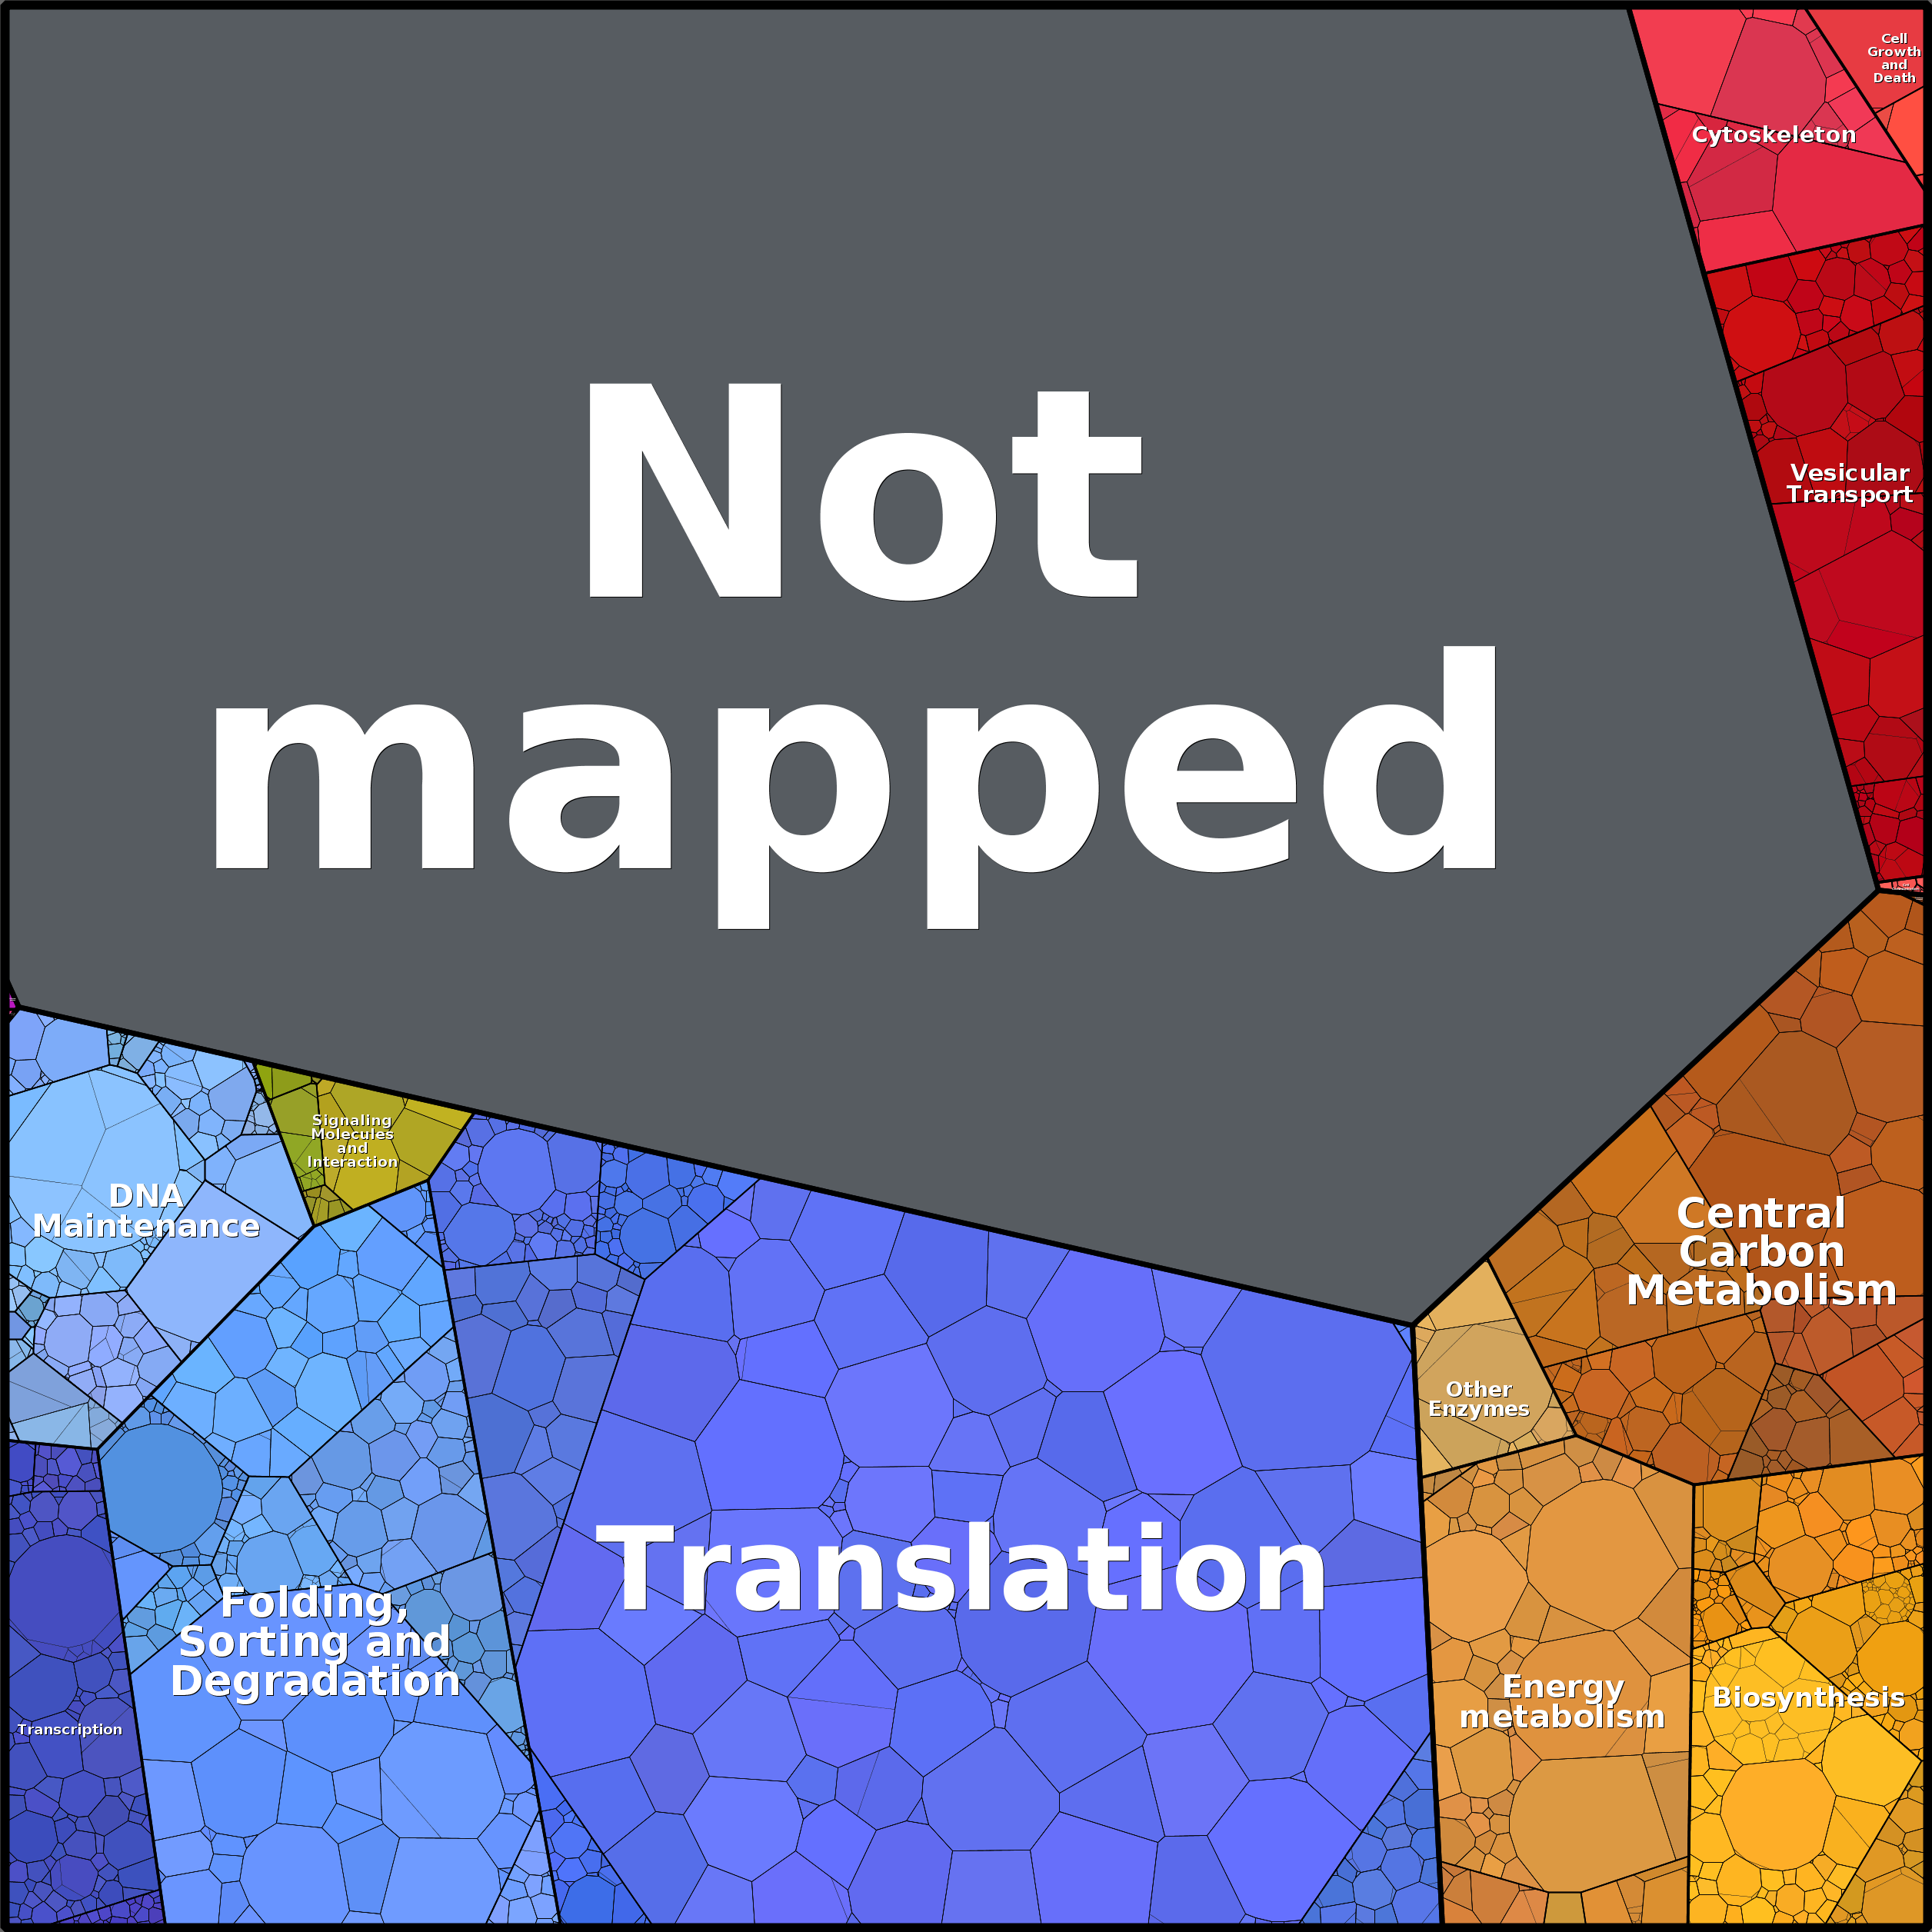 Cell
Growth
and
Death
Cytoskeleton
Not
mapped
Vesicular
Transport
Signaling
Molecules
and
Interaction
DNA
Maintenance
Central
Carbon
Metabolism
Other
Enzymes
Translation
Folding,
Sorting and
Degradation
Energy
metabolism
Biosynthesis
Transcription